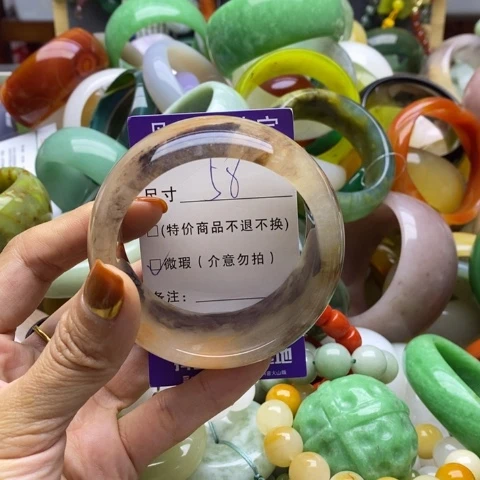 尺寸 58
(特价商品不退不换)
微瑕(介意勿拍)
备注: